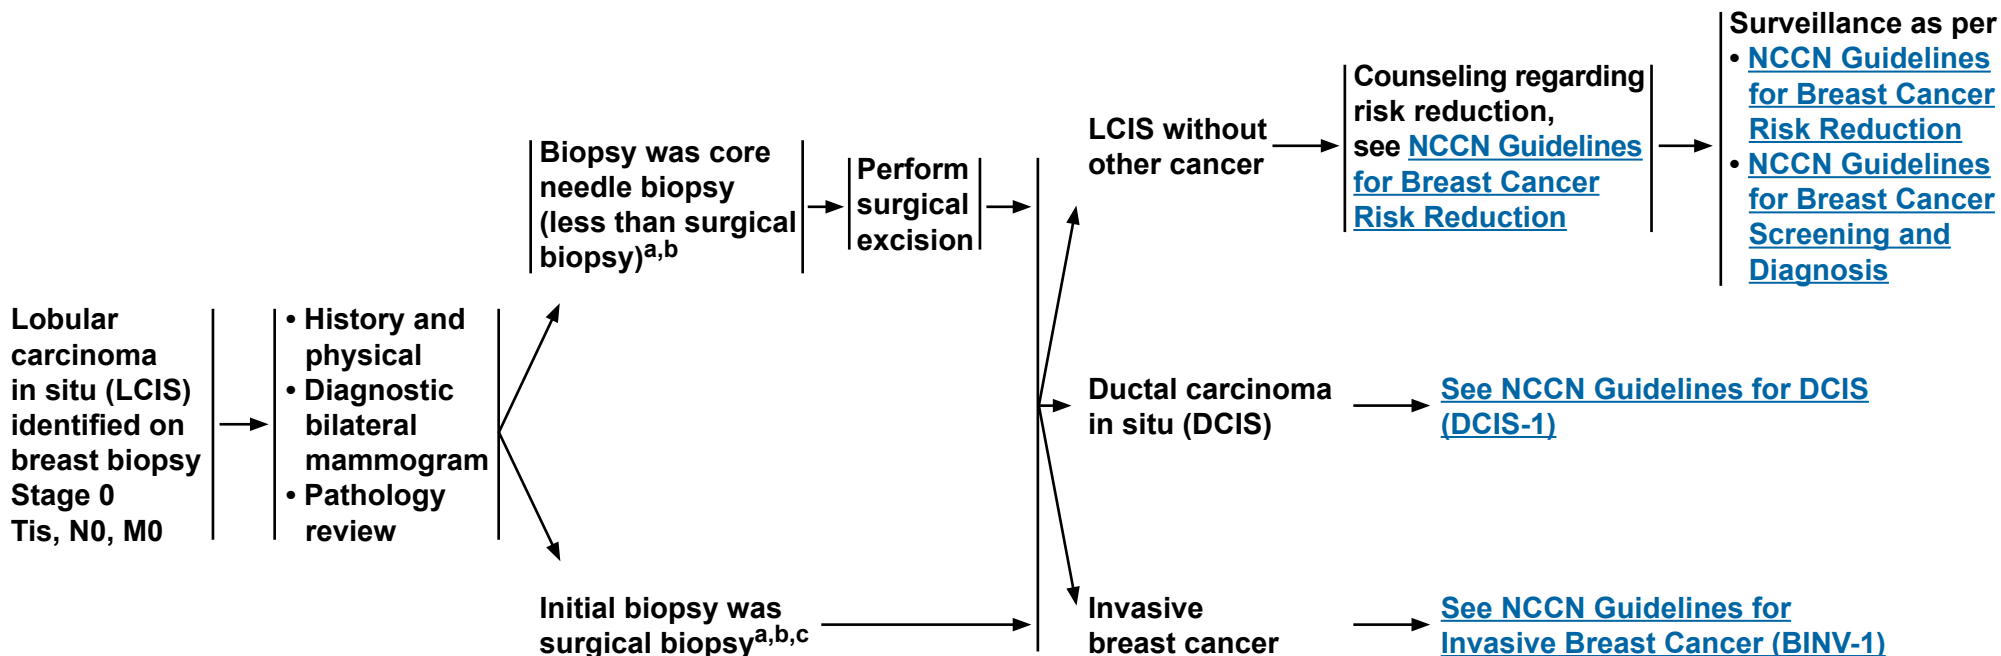 Lobular
carcinoma
in situ (LCIS)
identified on
breast biopsy
Stage 0
Tis, N0, M0
• History and
physical
• Diagnostic
bilateral
mammogram
• Pathology
review
Biopsy was core
needle biopsy
(less than surgical
biopsy)a,b
Perform
surgical
excision
Initial biopsy was
surgical biopsya,b,c
LCIS without
other cancer
Counseling regarding
risk reduction,
see NCCN Guidelines
for Breast Cancer
Risk Reduction
Surveillance as per
• NCCN Guidelines
for Breast Cancer
Risk Reduction
• NCCN Guidelines
for Breast Cancer
Screening and
Diagnosis
Ductal carcinoma
in situ (DCIS)
See NCCN Guidelines for DCIS
(DCIS-1)
Invasive
breast cancer
See NCCN Guidelines for
Invasive Breast Cancer (BINV-1)